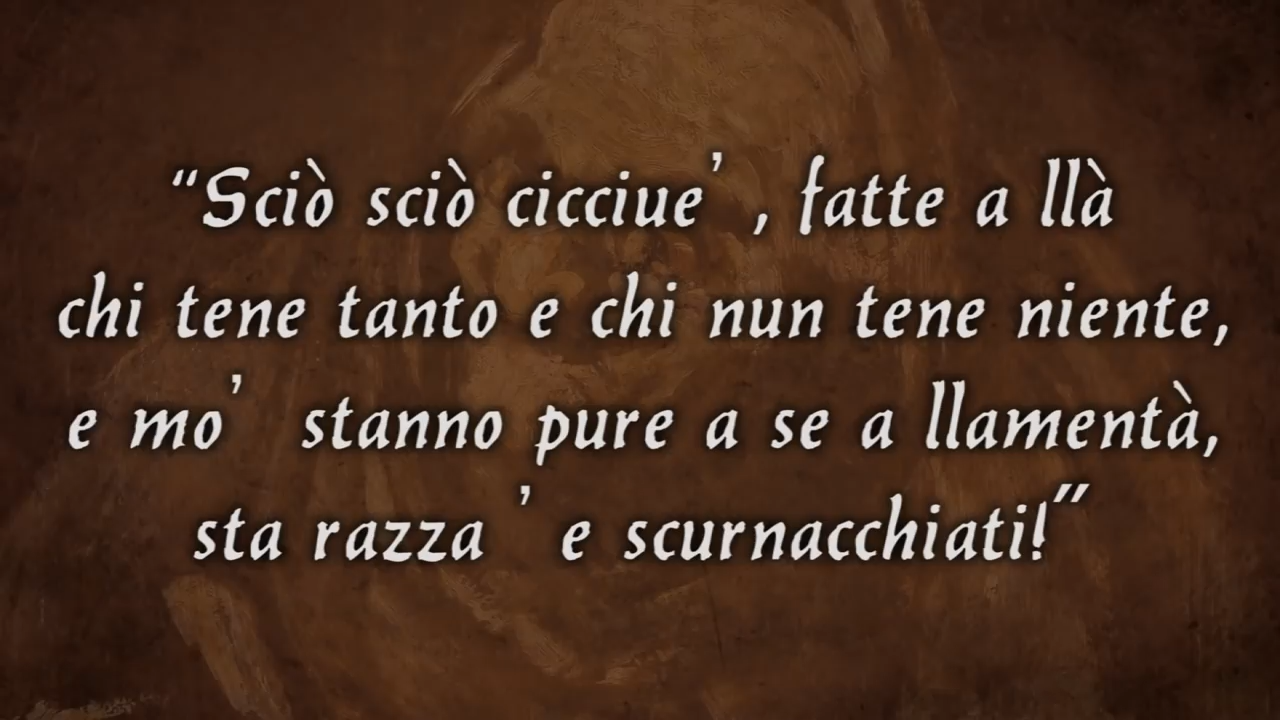 “Sciò sciò cicciue’ , fatte a llà
chi tene tanto e chi nun tene niente,
e mo’ stanno pure a se a llamentà,
sta razza ’ e scurnacchiati!”